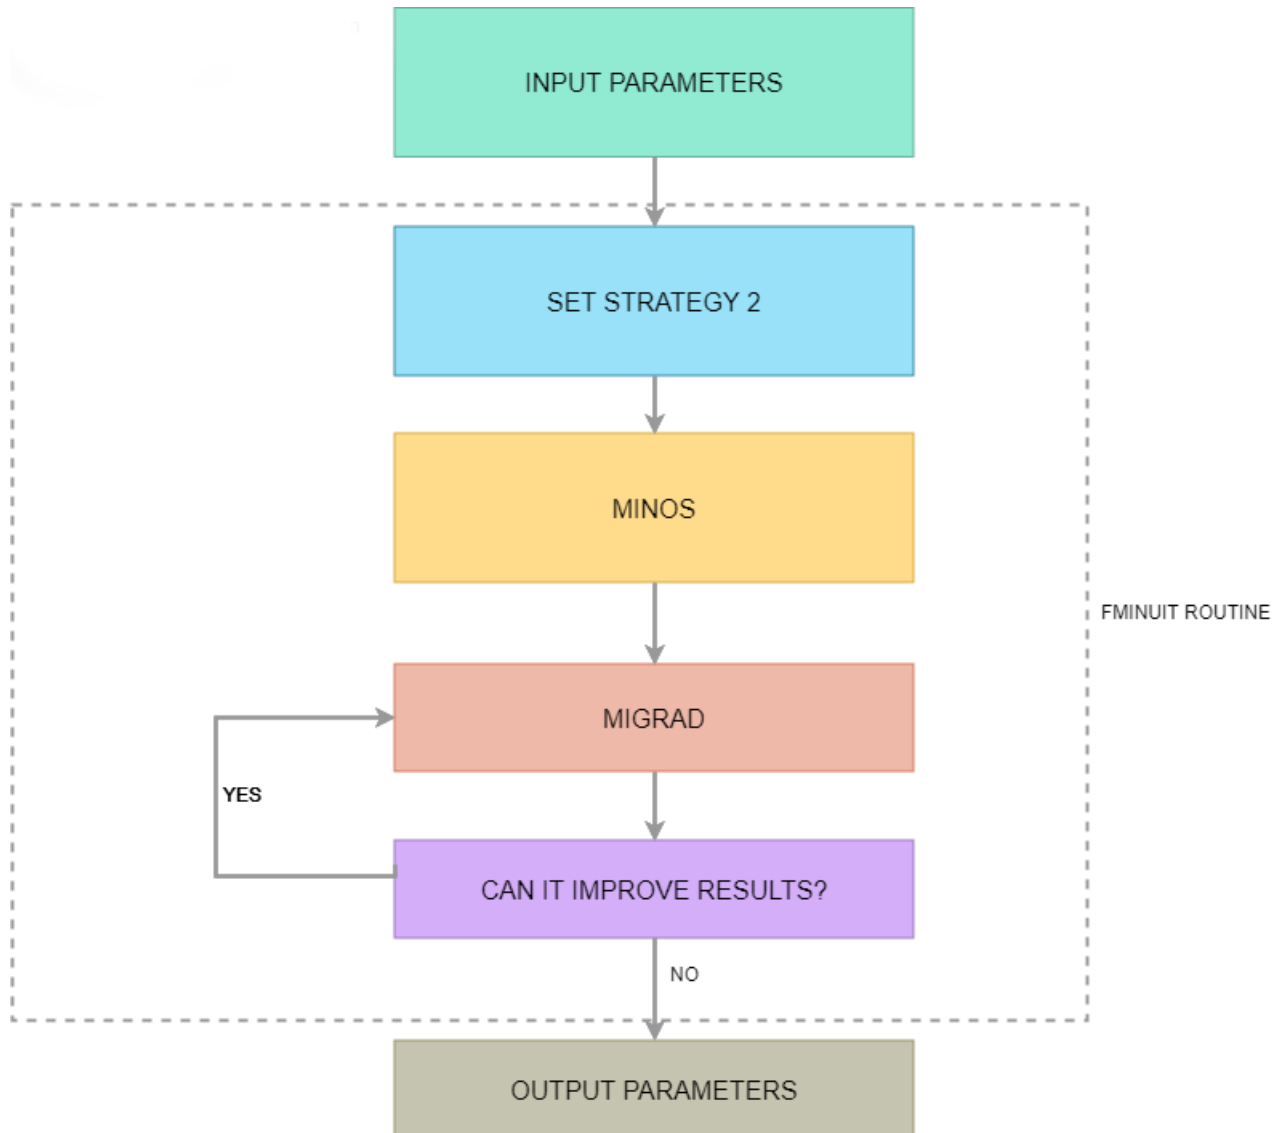 INPUT PARAMETERS
SET STRATEGY 2
MINOS
FMINUIT ROUTINE
MIGRAD
YES
CAN IT IMPROVE RESULTS?
NO
OUTPUT PARAMETERS